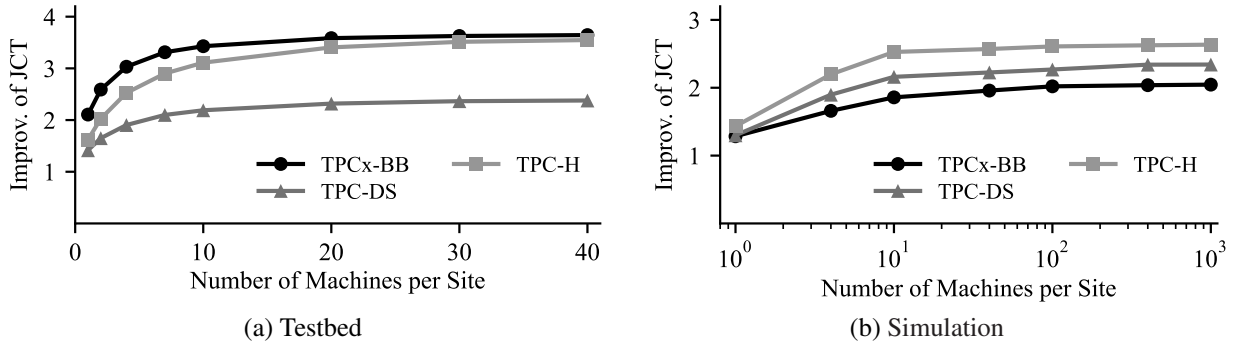 4
3
2
1
Improv. of JCT
TPCx-BB
TPC-H
TPC-DS
0 10 20 30 40
Number of Machines per Site
(a) Testbed
3
2
1
Improv. of JCT
TPCx-BB
TPC-H
TPC-DS
10^0 10^1 10^2 10^3
Number of Machines per Site
(b) Simulation